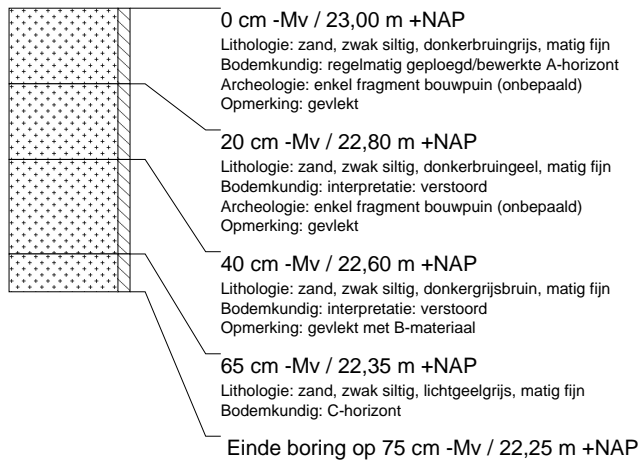 0 cm -Mv / 23,00 m +NAP
Lithologie: zand, zwak siltig, donkerbruingrijs, matig fijn
Bodemkundig: regelmatig geploegd/bewerkte A-horizont
Archeologie: enkel fragment bouwpuin (onbepaald)
Opmerking: gevlekt
20 cm -Mv / 22,80 m +NAP
Lithologie: zand, zwak siltig, donkerbruingeel, matig fijn
Bodemkundig: interpretatie: verstoord
Archeologie: enkel fragment bouwpuin (onbepaald)
Opmerking: gevlekt
40 cm -Mv / 22,60 m +NAP
Lithologie: zand, zwak siltig, donkergrijsbruin, matig fijn
Bodemkundig: interpretatie: verstoord
Opmerking: gevlekt met B-materiaal
65 cm -Mv / 22,35 m +NAP
Lithologie: zand, zwak siltig, lichtgeelgrijs, matig fijn
Bodemkundig: C-horizont
Einde boring op 75 cm -Mv / 22,25 m +NAP